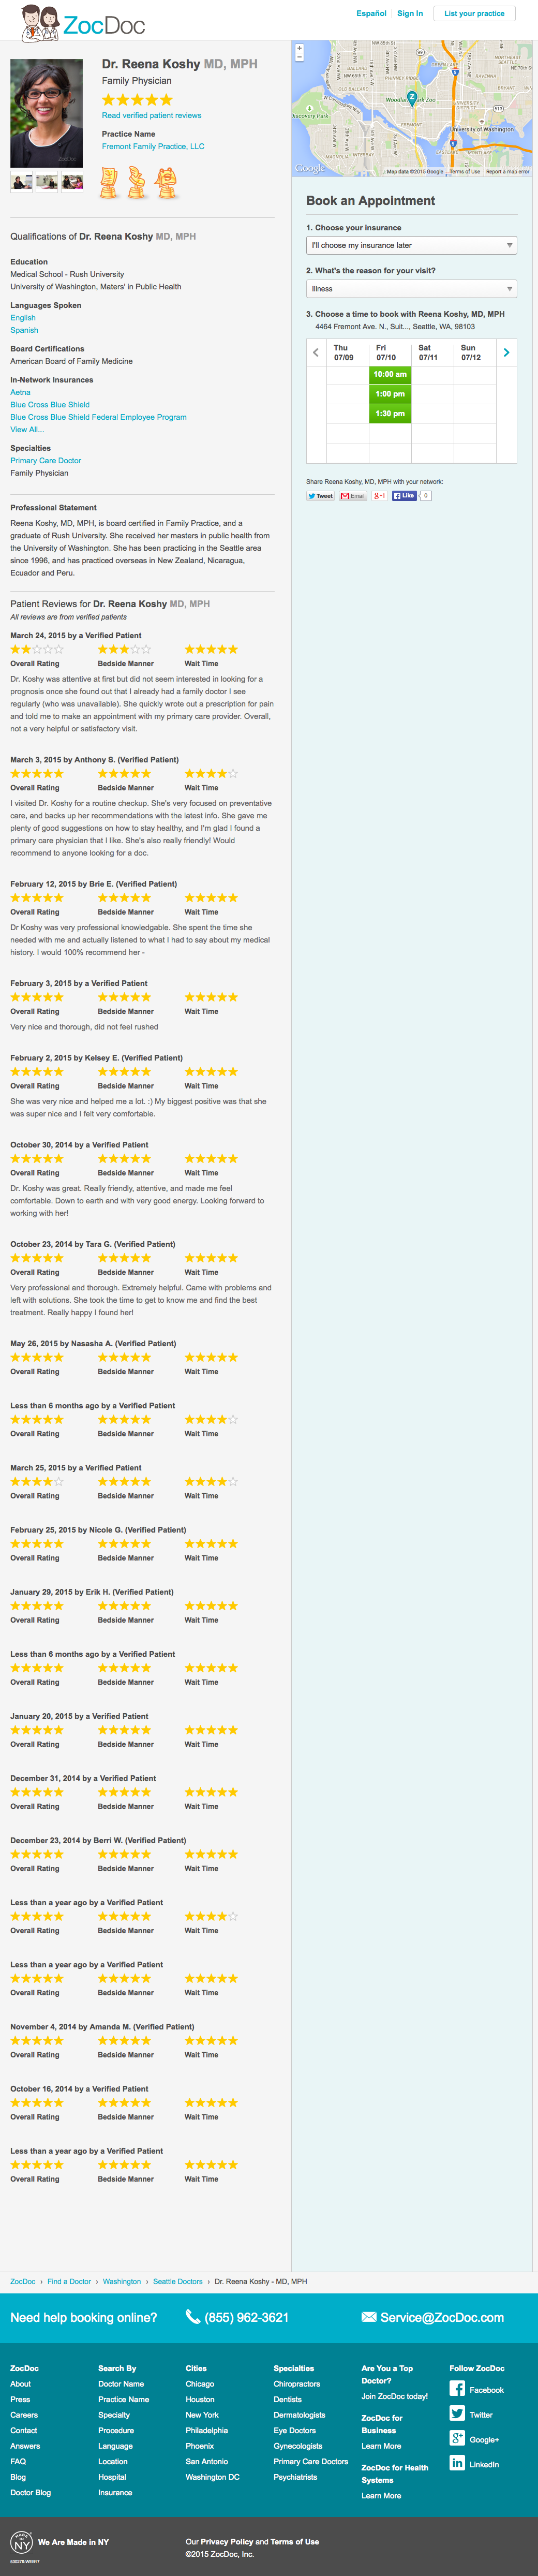 ZocDoc
Español
Sign In
List your practice
Dr. Reena Koshy MD, MPH
Family Physician
Read verified patient reviews
Practice Name
Fremont Family Practice, LLC
Qualifications of Dr. Reena Koshy MD, MPH
Education
Medical School - Rush University
University of Washington, Maters' in Public Health
Languages Spoken
English
Spanish
Board Certifications
American Board of Family Medicine
In-Network Insurances
Aetna
Blue Cross Blue Shield
Blue Cross Blue Shield Federal Employee Program
View All...
Specialties
Primary Care Doctor
Family Physician
Professional Statement
Reena Koshy, MD, MPH, is board certified in Family Practice, and a
graduate of Rush University. She received her masters in public health from
the University of Washington. She has been practicing in the Seattle area
since 1996, and has practiced overseas in New Zealand, Nicaragua,
Ecuador and Peru.
Google
Map data ©2015 Google
Terms of Use
Report a map error
Book an Appointment
1. Choose your insurance
I'll choose my insurance later
2. What's the reason for your visit?
Illness
3. Choose a time to book with Reena Koshy, MD, MPH
4464 Fremont Ave. N., Suit..., Seattle, WA, 98103
Thu Fri Sat Sun
07/09 07/10 07/11 07/12
10:00 am
1:00 pm
1:30 pm
Share Reena Koshy, MD, MPH with your network:
Tweet Email +1 Like 0
Patient Reviews for Dr. Reena Koshy MD, MPH
All reviews are from verified patients
March 24, 2015 by a Verified Patient
Overall Rating Bedside Manner Wait Time
Dr. Koshy was attentive at first but did not seem interested in looking for a
prognosis once she found out that I already had a family doctor I see
regularly (who was unavailable). She quickly wrote out a prescription for pain
and told me to make an appointment with my primary care provider. Overall,
not a very helpful or satisfactory visit.
March 3, 2015 by Anthony S. (Verified Patient)
Overall Rating Bedside Manner Wait Time
I visited Dr. Koshy for a routine checkup. She's very focused on preventative
care, and backs up her recommendations with the latest info. She gave me
plenty of good suggestions on how to stay healthy, and I'm glad I found a
primary care physician that I like. She's also really friendly! Would
recommend to anyone looking for a doc.
February 12, 2015 by Brie E. (Verified Patient)
Overall Rating Bedside Manner Wait Time
Dr Koshy was very professional knowledgable. She spent the time she
needed with me and actually listened to what I had to say about my medical
history. I would 100% recommend her -
February 3, 2015 by a Verified Patient
Overall Rating Bedside Manner Wait Time
Very nice and thorough, did not feel rushed
February 2, 2015 by Kelsey E. (Verified Patient)
Overall Rating Bedside Manner Wait Time
She was very nice and helped me a lot. :) My biggest positive was that she
was super nice and I felt very comfortable.
October 30, 2014 by a Verified Patient
Overall Rating Bedside Manner Wait Time
Dr. Koshy was great. Really friendly, attentive, and made me feel
comfortable. Down to earth and with very good energy. Looking forward to
working with her!
October 23, 2014 by Tara G. (Verified Patient)
Overall Rating Bedside Manner Wait Time
Very professional and thorough. Extremely helpful. Came with problems and
left with solutions. She took the time to get to know me and find the best
treatment. Really happy I found her!
May 26, 2015 by Nasasha A. (Verified Patient)
Overall Rating Bedside Manner Wait Time
Less than 6 months ago by a Verified Patient
Overall Rating Bedside Manner Wait Time
March 25, 2015 by a Verified Patient
Overall Rating Bedside Manner Wait Time
February 25, 2015 by Nicole G. (Verified Patient)
Overall Rating Bedside Manner Wait Time
January 29, 2015 by Erik H. (Verified Patient)
Overall Rating Bedside Manner Wait Time
Less than 6 months ago by a Verified Patient
Overall Rating Bedside Manner Wait Time
January 20, 2015 by a Verified Patient
Overall Rating Bedside Manner Wait Time
December 31, 2014 by a Verified Patient
Overall Rating Bedside Manner Wait Time
December 23, 2014 by Berri W. (Verified Patient)
Overall Rating Bedside Manner Wait Time
Less than a year ago by a Verified Patient
Overall Rating Bedside Manner Wait Time
Less than a year ago by a Verified Patient
Overall Rating Bedside Manner Wait Time
November 4, 2014 by Amanda M. (Verified Patient)
Overall Rating Bedside Manner Wait Time
October 16, 2014 by a Verified Patient
Overall Rating Bedside Manner Wait Time
Less than a year ago by a Verified Patient
Overall Rating Bedside Manner Wait Time
ZocDoc › Find a Doctor › Washington › Seattle Doctors › Dr. Reena Koshy - MD, MPH
Need help booking online? (855) 962-3621 Service@ZocDoc.com
ZocDoc
About
Press
Careers
Contact
Answers
FAQ
Blog
Doctor Blog
Search By
Doctor Name
Practice Name
Specialty
Procedure
Language
Location
Hospital
Insurance
Cities
Chicago
Houston
New York
Philadelphia
Phoenix
San Antonio
Washington DC
Specialties
Chiropractors
Dentists
Dermatologists
Eye Doctors
Gynecologists
Primary Care Doctors
Psychiatrists
Are You a Top
Doctor?
Join ZocDoc today!
ZocDoc for
Business
Learn More
ZocDoc for Health
Systems
Learn More
Follow ZocDoc
Facebook
Twitter
Google+
LinkedIn
We Are Made in NY
Our Privacy Policy and Terms of Use
©2015 ZocDoc, Inc.